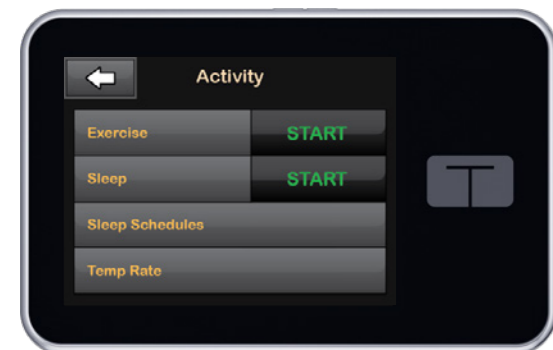 Activity
Exercise START
Sleep START
Sleep Schedules
Temp Rate